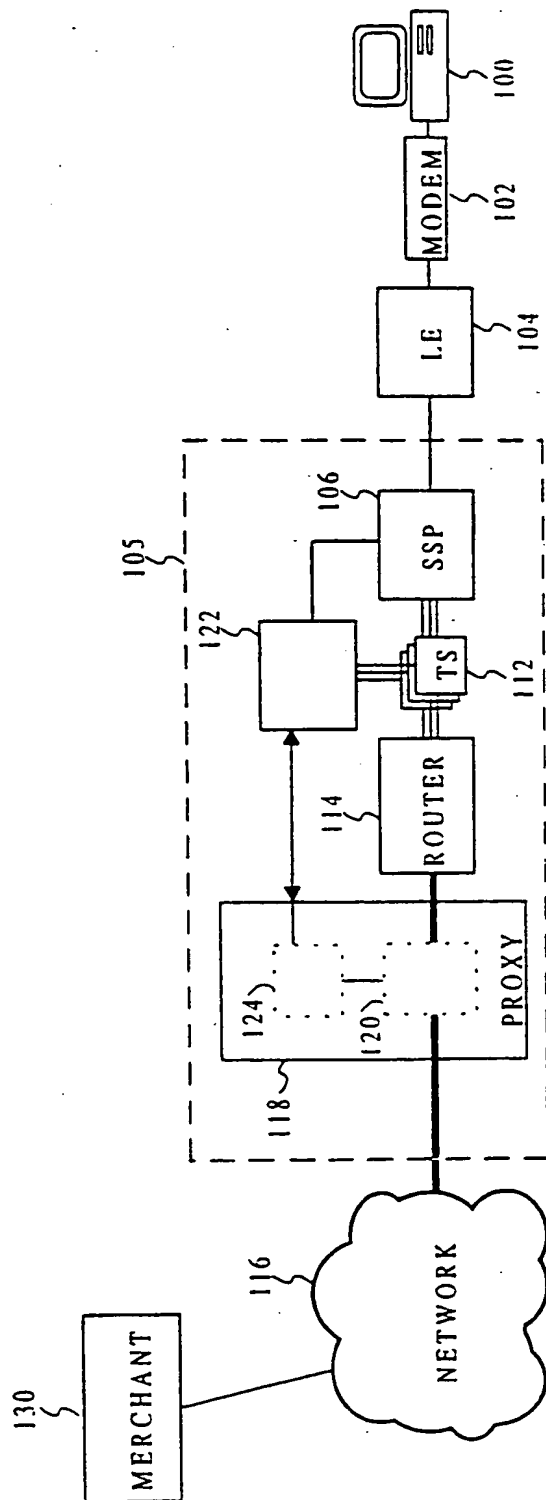 130
MERCHANT
116
NETWORK
105
118
124
120
PROXY
114
ROUTER
122
TS
112
106
SSP
LE
104
MODEM
102
100